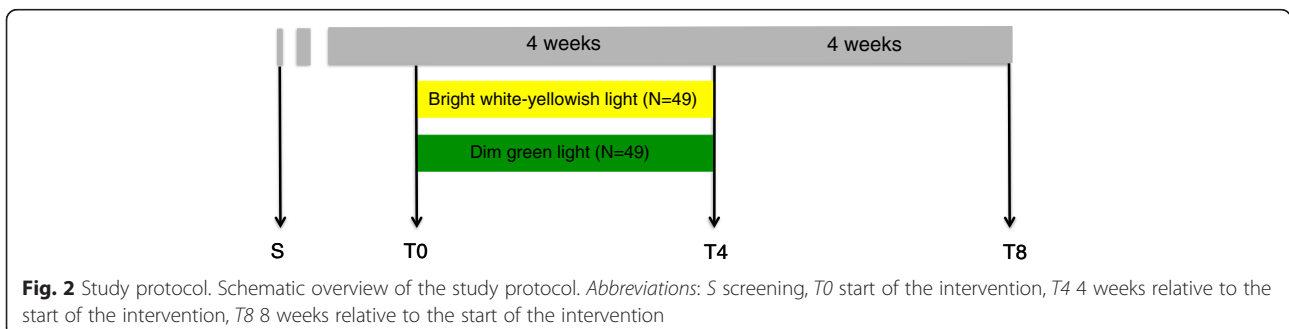 4 weeks 4 weeks
Bright white-yellowish light (N=49)
Dim green light (N=49)
S T0 T4 T8
Fig. 2 Study protocol. Schematic overview of the study protocol. Abbreviations: S screening, T0 start of the intervention, T4 4 weeks relative to the
start of the intervention, T8 8 weeks relative to the start of the intervention